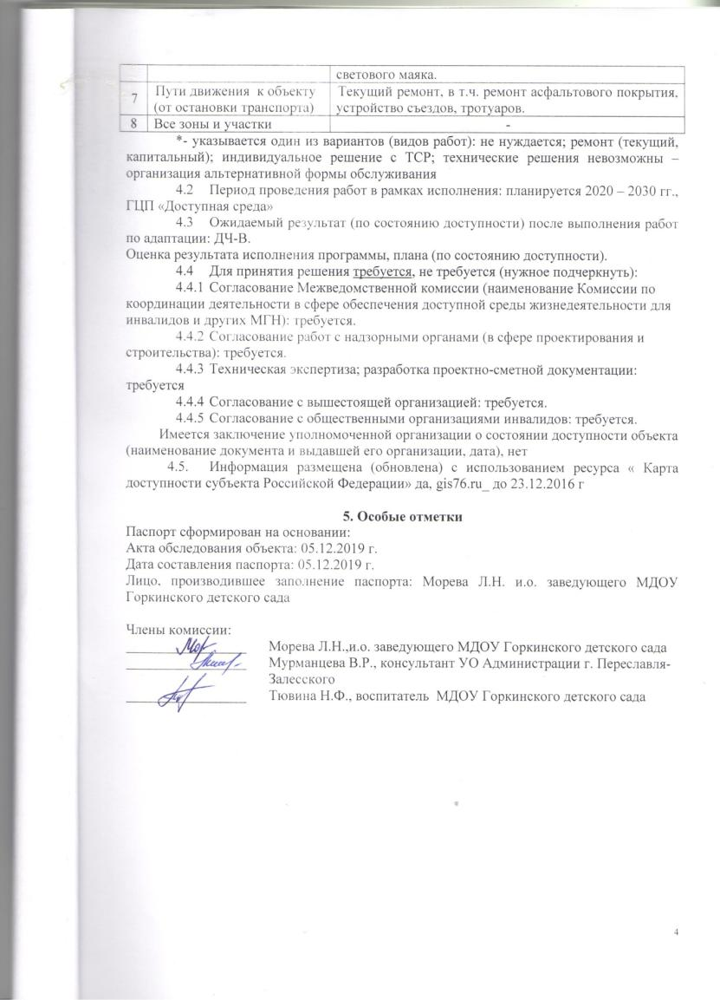 светового маяка.
7 Пути движения к объекту Текущий ремонт, в т.ч. ремонт асфальтового покрытия,
(от остановки транспорта) устройство съездов, тротуаров.
8 Все зоны и участки -
*- указывается один из вариантов (видов работ): не нуждается; ремонт (текущий,
капитальный); индивидуальное решение с ТСР; технические решения невозможны –
организация альтернативной формы обслуживания
4.2 Период проведения работ в рамках исполнения: планируется 2020 – 2030 гг.,
ГЦП «Доступная среда»
4.3 Ожидаемый результат (по состоянию доступности) после выполнения работ
по адаптации: ДЧ-В.
Оценка результата исполнения программы, плана (по состоянию доступности).
4.4 Для принятия решения требуется, не требуется (нужное подчеркнуть):
4.4.1 Согласование Межведомственной комиссии (наименование Комиссии по
координации деятельности в сфере обеспечения доступной среды жизнедеятельности для
инвалидов и других МГН): требуется.
4.4.2 Согласование работ с надзорными органами (в сфере проектирования и
строительства): требуется.
4.4.3 Техническая экспертиза; разработка проектно-сметной документации:
требуется
4.4.4 Согласование с вышестоящей организацией: требуется.
4.4.5 Согласование с общественными организациями инвалидов: требуется.
Имеется заключение уполномоченной организации о состоянии доступности объекта
(наименование документа и выдавшей его организации, дата), нет
4.5. Информация размещена (обновлена) с использованием ресурса « Карта
доступности субъекта Российской Федерации» да, gis76.ru_ до 23.12.2016 г
5. Особые отметки
Паспорт сформирован на основании:
Акта обследования объекта: 05.12.2019 г.
Дата составления паспорта: 05.12.2019 г.
Лицо, производившее заполнение паспорта: Морева Л.Н. и.о. заведующего МДОУ
Горкинского детского сада
Члены комиссии:
Морева Л.Н.,и.о. заведующего МДОУ Горкинского детского сада
Мурманцева В.Р., консультант УО Администрации г. Переславля-
Залесского
Тювина Н.Ф., воспитатель МДОУ Горкинского детского сада
4